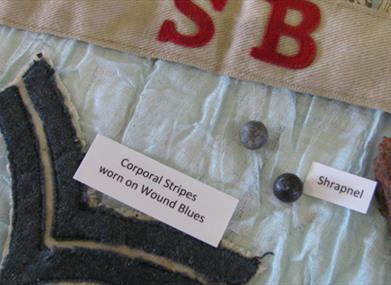 SB
Corporal Stripes
worn on Wound Blues
Shrapnel